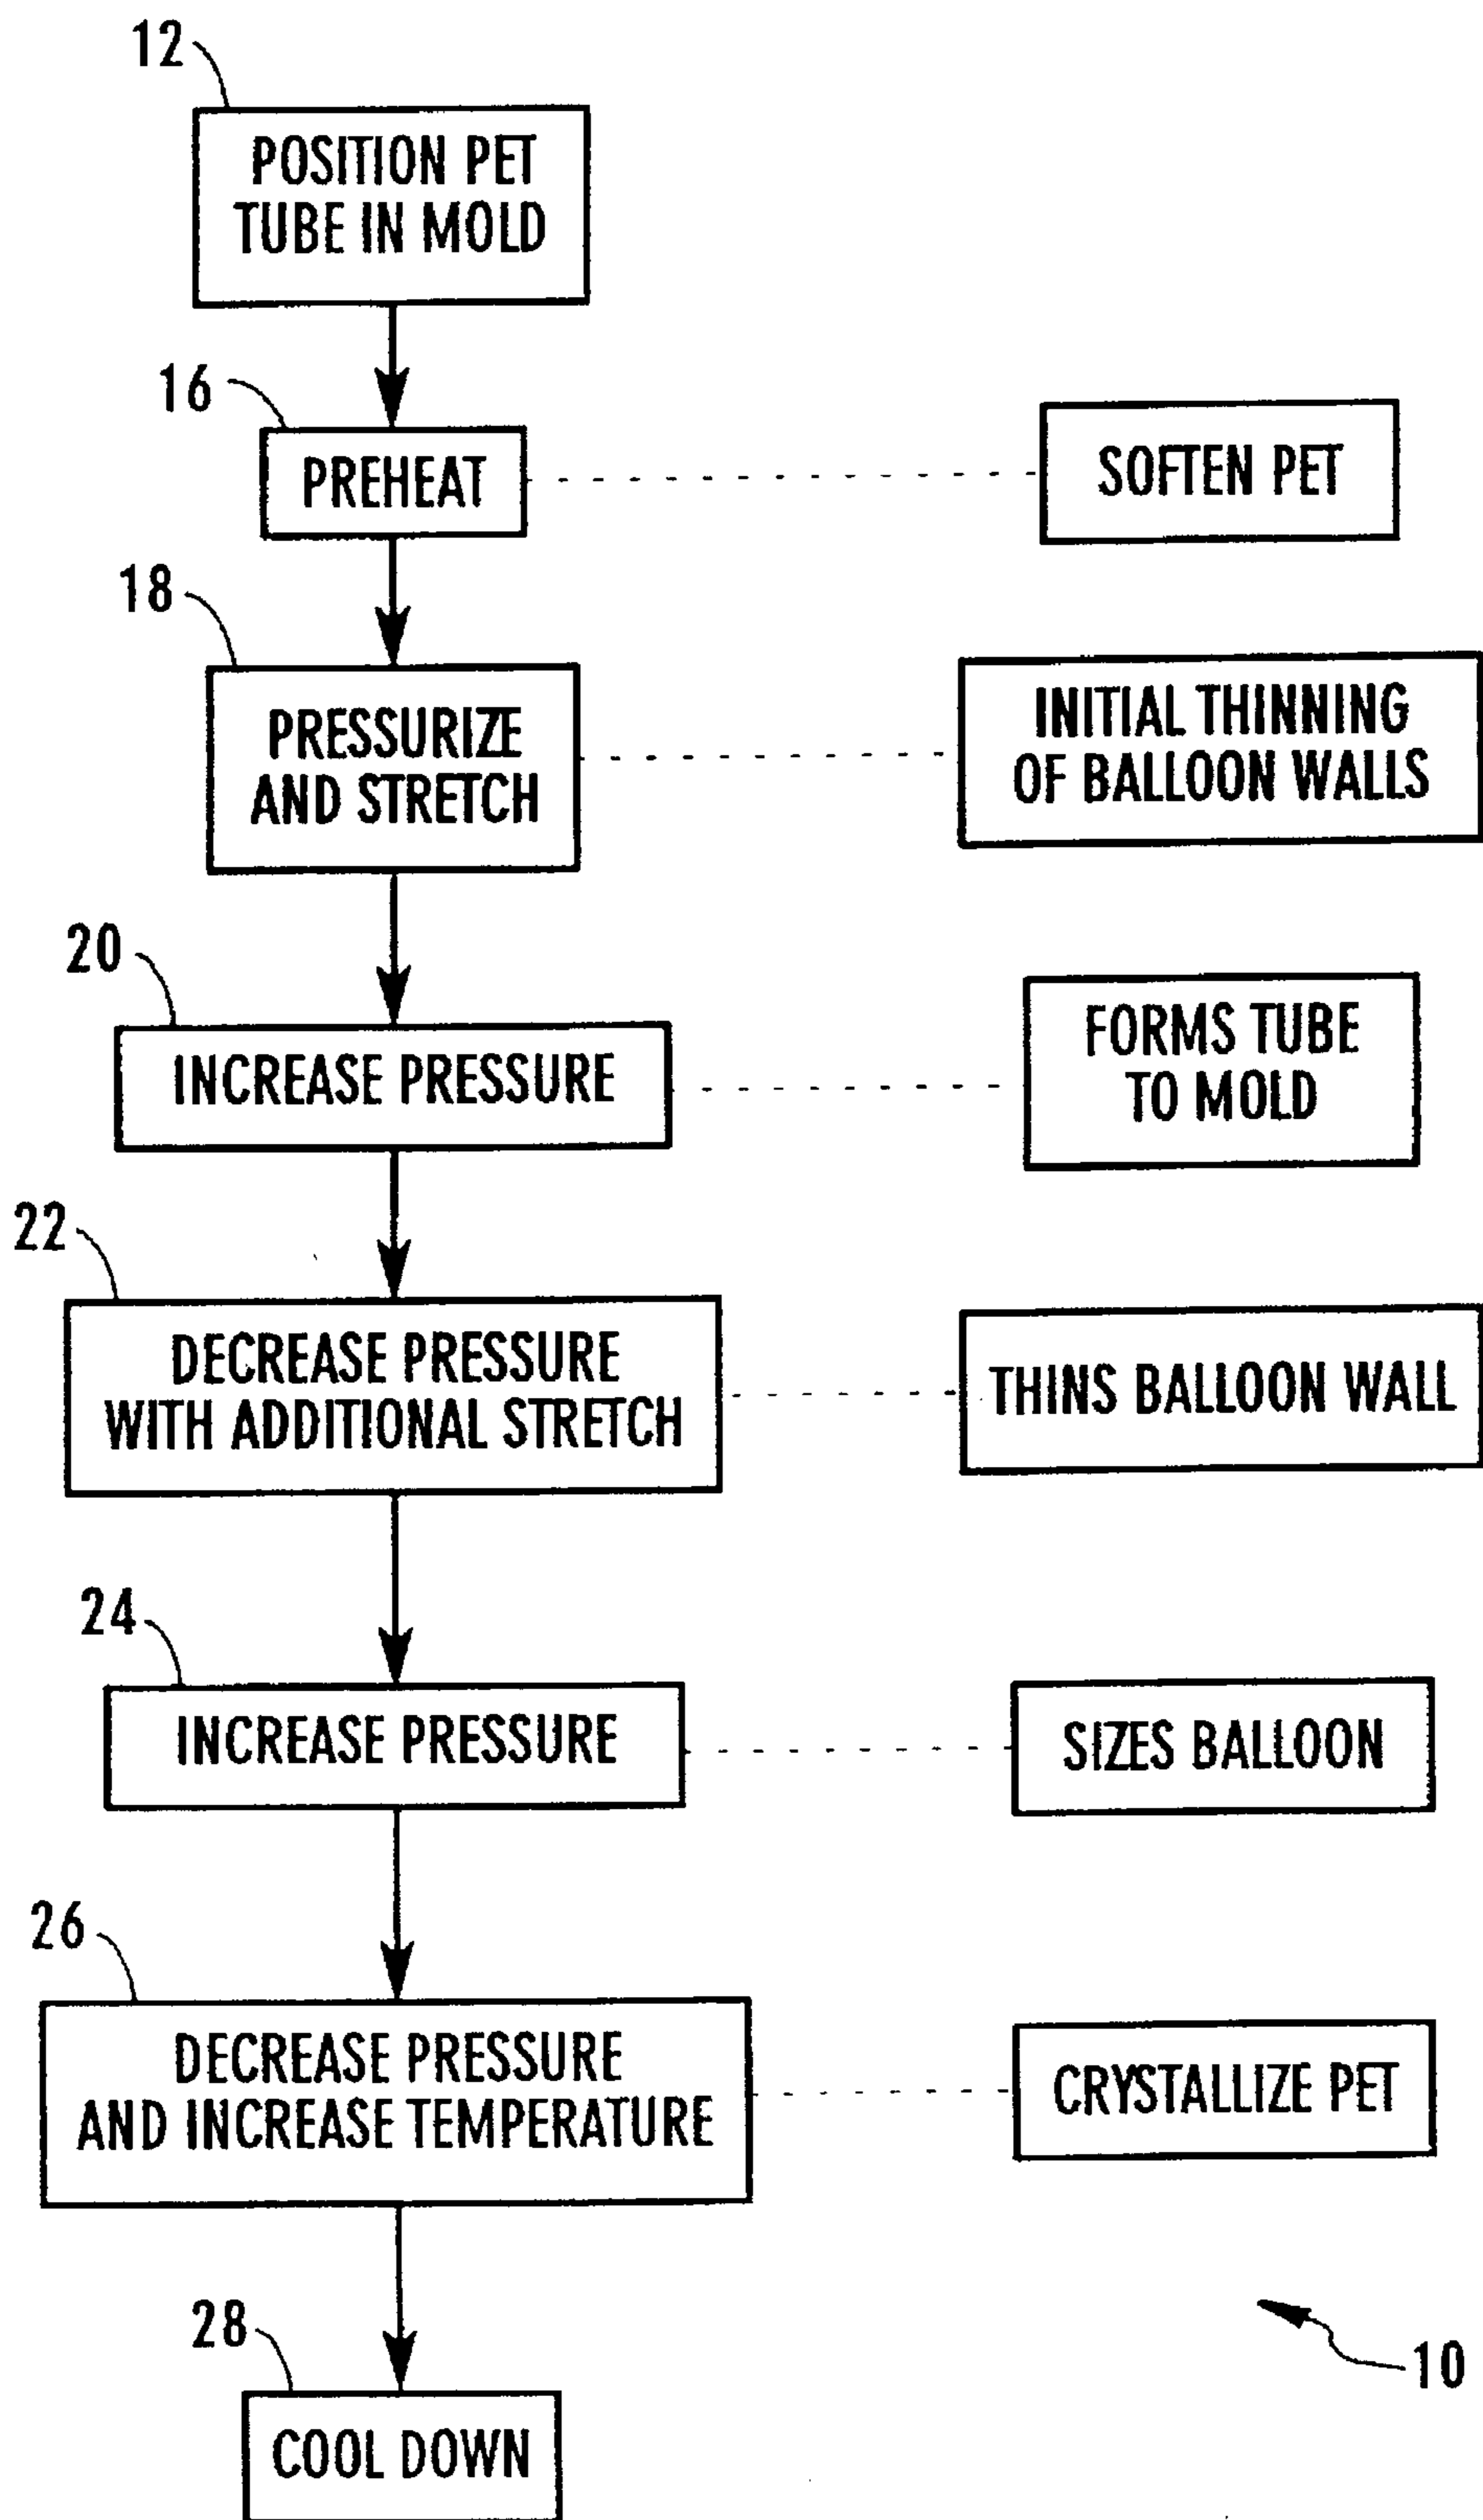 12
POSITION PET
TUBE IN MOLD
16
PREHEAT
SOFTEN PET
18
PRESSURIZE
AND STRETCH
INITIAL THINNING
OF BALLOON WALLS
20
INCREASE PRESSURE
FORMS TUBE
TO MOLD
22
DECREASE PRESSURE
WITH ADDITIONAL STRETCH
THINS BALLOON WALL
24
INCREASE PRESSURE
SIZES BALLOON
26
DECREASE PRESSURE
AND INCREASE TEMPERATURE
CRYSTALLIZE PET
28
COOL DOWN
10